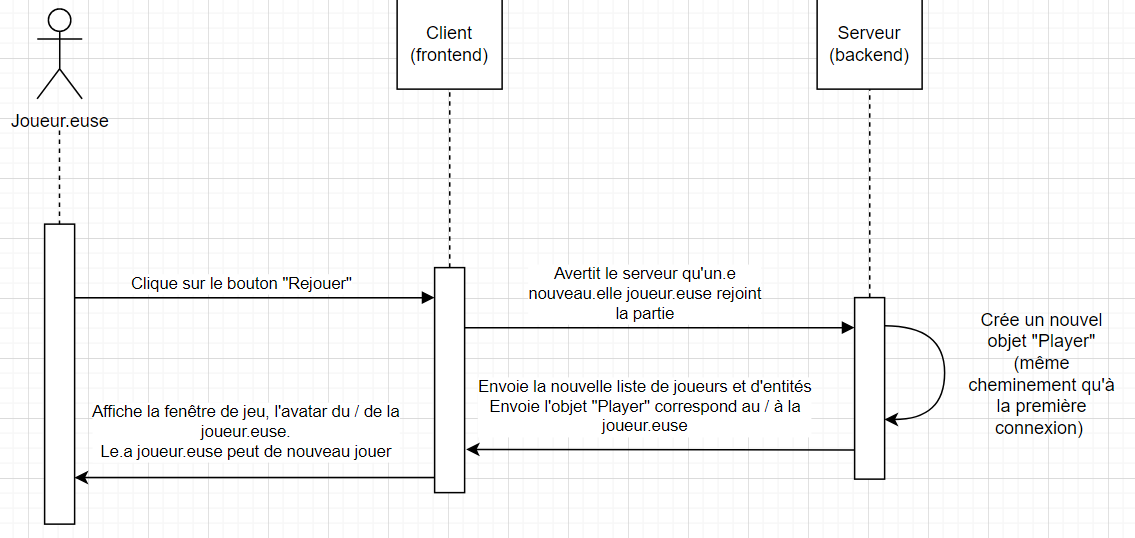 Client
(frontend)
Serveur
(backend)
Joueur.euse
Clique sur le bouton "Rejouer"
Avertit le serveur qu'un.e
nouveau.elle joueur.euse rejoint
la partie
Crée un nouvel
objet "Player"
(même
cheminement qu'à
la première
connexion)
Envoie la nouvelle liste de joueurs et d'entités
Envoie l'objet "Player" correspond au / à la
joueur.euse
Affiche la fenêtre de jeu, l'avatar du / de la
joueur.euse.
Le.a joueur.euse peut de nouveau jouer